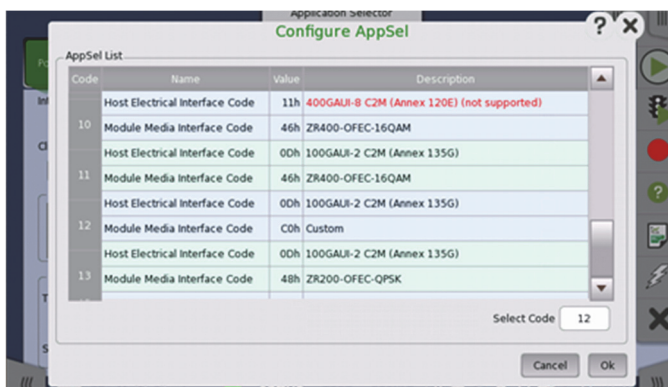 Application Selector
Configure AppSel
? X
AppSel List
Code Name Value Description
Host Electrical Interface Code 11h 400GAUI-8 C2M (Annex 120E) (not supported)
10
Module Media Interface Code 46h ZR400-OFEC-16QAM
Host Electrical Interface Code 0Dh 100GAUI-2 C2M (Annex 135G)
11
Module Media Interface Code 46h ZR400-OFEC-16QAM
Host Electrical Interface Code 0Dh 100GAUI-2 C2M (Annex 135G)
12
Module Media Interface Code C0h Custom
Host Electrical Interface Code 0Dh 100GAUI-2 C2M (Annex 135G)
13
Module Media Interface Code 48h ZR200-OFEC-QPSK
Select Code 12
Cancel Ok